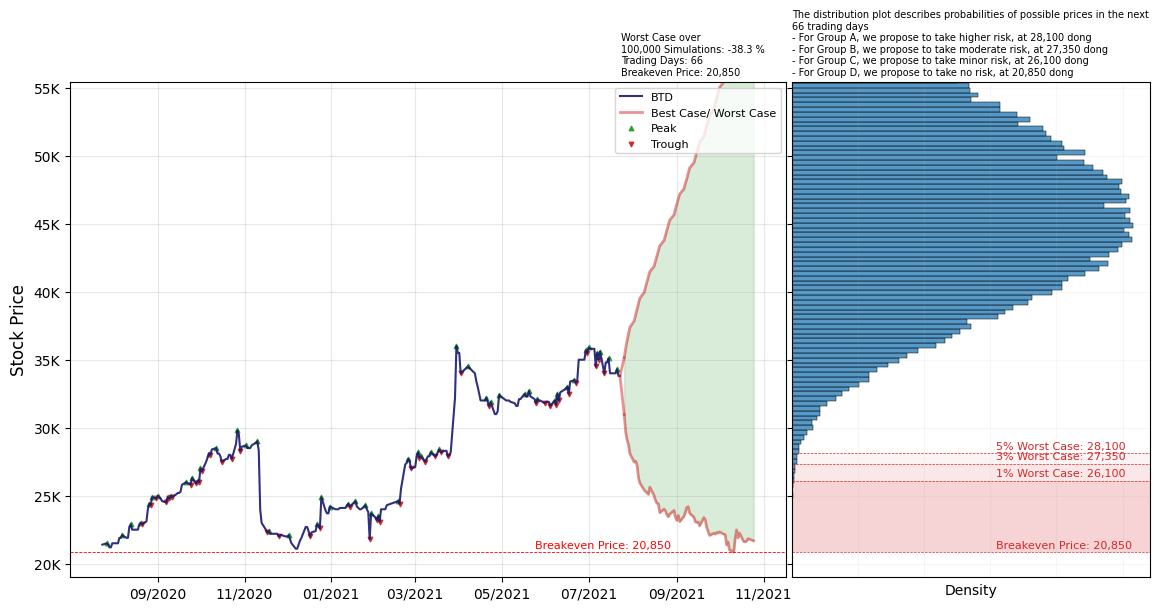 Worst Case over
100,000 Simulations: -38.3 %
Trading Days: 66
Breakeven Price: 20,850
The distribution plot describes probabilities of possible prices in the next
66 trading days
- For Group A, we propose to take higher risk, at 28,100 dong
- For Group B, we propose to take moderate risk, at 27,350 dong
- For Group C, we propose to take minor risk, at 26,100 dong
- For Group D, we propose to take no risk, at 20,850 dong
Stock Price
55K
50K
45K
40K
35K
30K
25K
20K
BTD
Best Case/ Worst Case
Peak
Trough
Breakeven Price: 20,850
09/2020
11/2020
01/2021
03/2021
05/2021
07/2021
09/2021
11/2021
5% Worst Case: 28,100
3% Worst Case: 27,350
1% Worst Case: 26,100
Breakeven Price: 20,850
Density